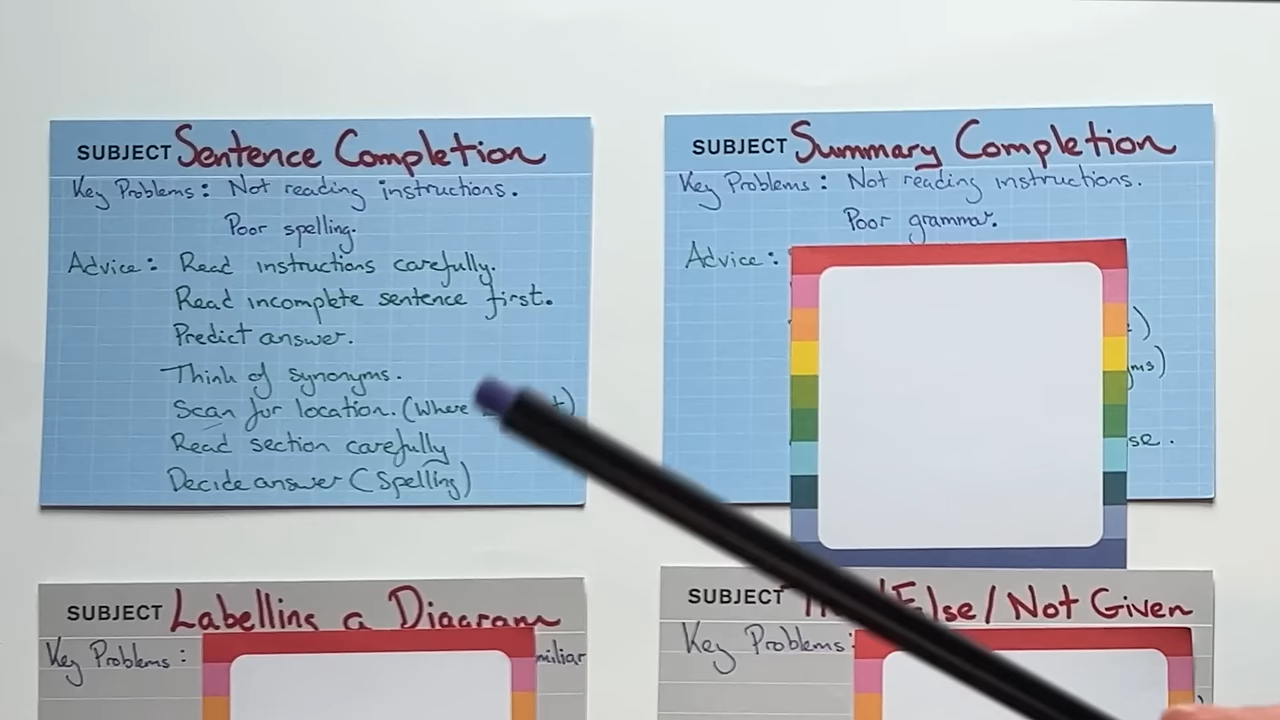 SUBJECT Sentence Completion
Key Problems: Not reading instructions.
Poor spelling.
Advice: Read instructions carefully.
Read incomplete sentence first.
Predict answer.
Think of synonyms.
Scan for location. (Where
Read section carefully
Decide answer (Spelling)
SUBJECT Summary Completion
Key Problems: Not reading instructions.
Poor grammar.
Advice:
SUBJECT Labelling a Diagram
Key Problems:
SUBJECT / Not Given
Key Problems: